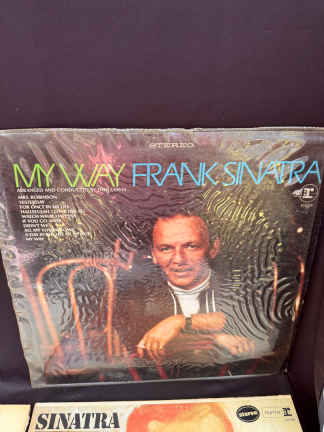 STEREO
MY WAY FRANK SINATRA
ARRANGED AND CONDUCTED BY DON COSTA
MRS. ROBINSON
YESTERDAY
FOR ONCE IN MY LIFE
HALLELUJAH, I LOVE HER SO
WATCH WHAT HAPPENS
IF YOU GO AWAY
DIDN'T WE
ALL MY TOMORROWS
A DAY IN THE LIFE OF A FOOL
MY WAY
SINATRA
stereo